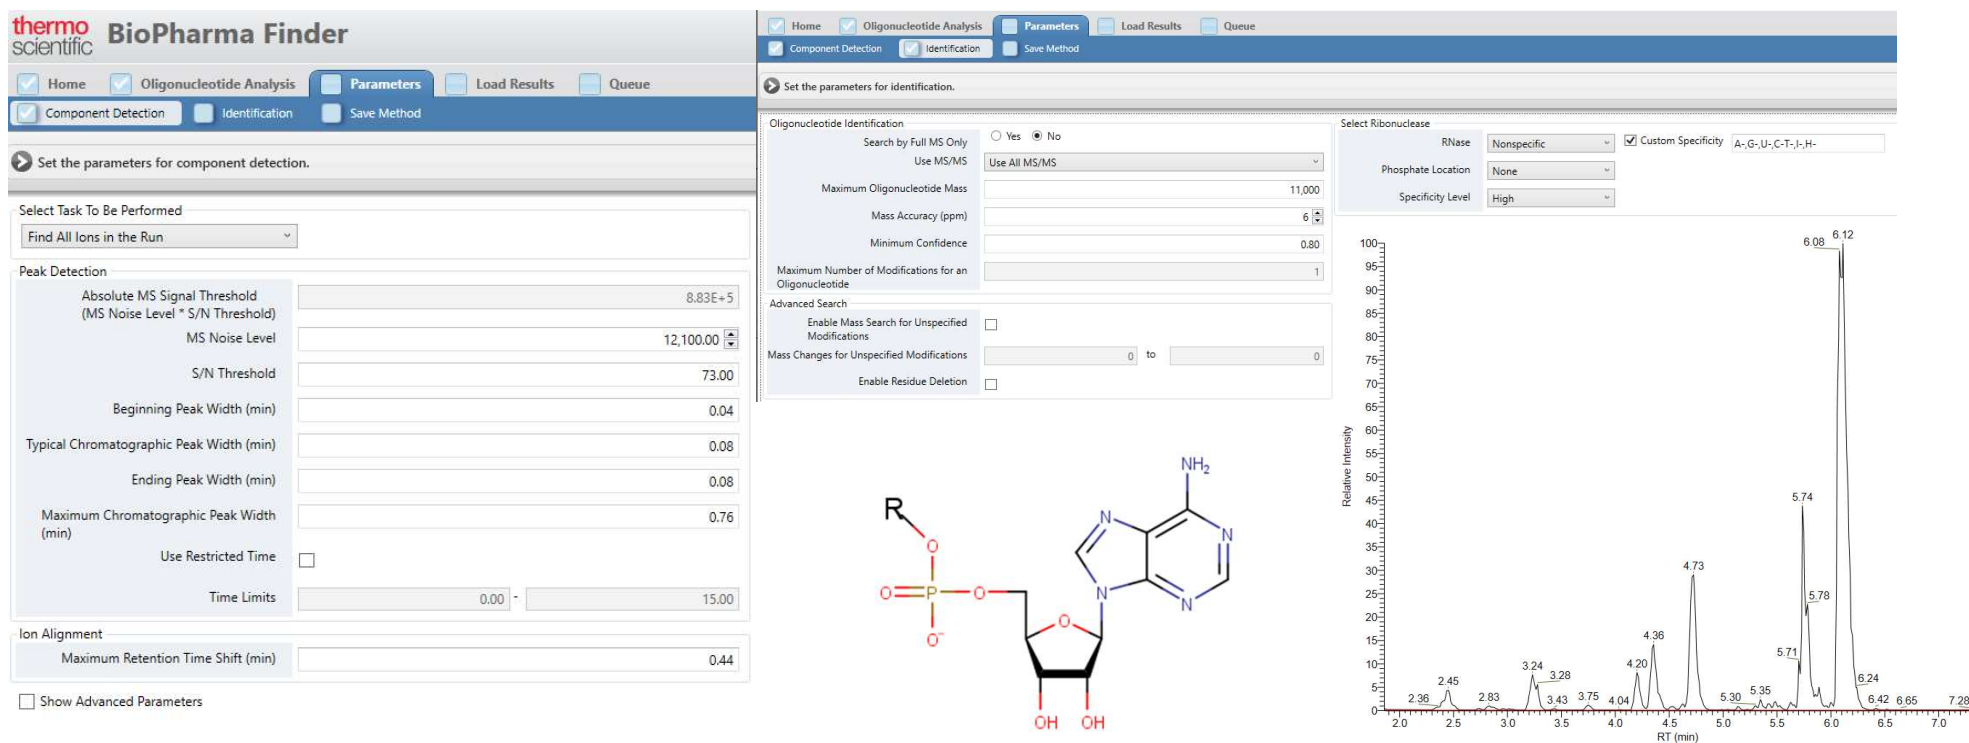 thermo
scientific
BioPharma Finder
Home
Oligonucleotide Analysis
Parameters
Load Results
Queue
Component Detection
Identification
Save Method
Set the parameters for component detection.
Select Task To Be Performed
Find All Ions in the Run
Peak Detection
Absolute MS Signal Threshold
(MS Noise Level * S/N Threshold)
8.83E+5
MS Noise Level
12,100.00
S/N Threshold
73.00
Beginning Peak Width (min)
0.04
Typical Chromatographic Peak Width (min)
0.08
Ending Peak Width (min)
0.08
Maximum Chromatographic Peak Width
(min)
0.76
Use Restricted Time
Time Limits
0.00 - 15.00
Ion Alignment
Maximum Retention Time Shift (min)
0.44
Show Advanced Parameters
Home
Oligonucleotide Analysis
Parameters
Load Results
Queue
Component Detection
Identification
Save Method
Set the parameters for identification.
Oligonucleotide Identification
Search by Full MS Only
Yes
No
Use MS/MS
Use All MS/MS
Maximum Oligonucleotide Mass
11,000
Mass Accuracy (ppm)
6
Minimum Confidence
0.80
Maximum Number of Modifications for an
Oligonucleotide
1
Advanced Search
Enable Mass Search for Unspecified
Modifications
Mass Changes for Unspecified Modifications
0 to 0
Enable Residue Deletion
Select Ribonuclease
RNase
Nonspecific
Custom Specificity
A-,G-,U-,C-T-,I-,H-
Phosphate Location
None
Specificity Level
High
NH2
R
N
N
O
N
N
O
P
O
O
O-
OH
OH
Relative Intensity
100
95
90
85
80
75
70
65
60
55
50
45
40
35
30
25
20
15
10
5
0
2.36
2.45
2.83
3.24
3.28
3.43
3.75
4.04
4.20
4.36
4.73
5.30
5.35
5.71
5.74
5.78
6.08
6.12
6.24
6.42
6.65
7.28
2.0
2.5
3.0
3.5
4.0
4.5
5.0
5.5
6.0
6.5
7.0
RT (min)